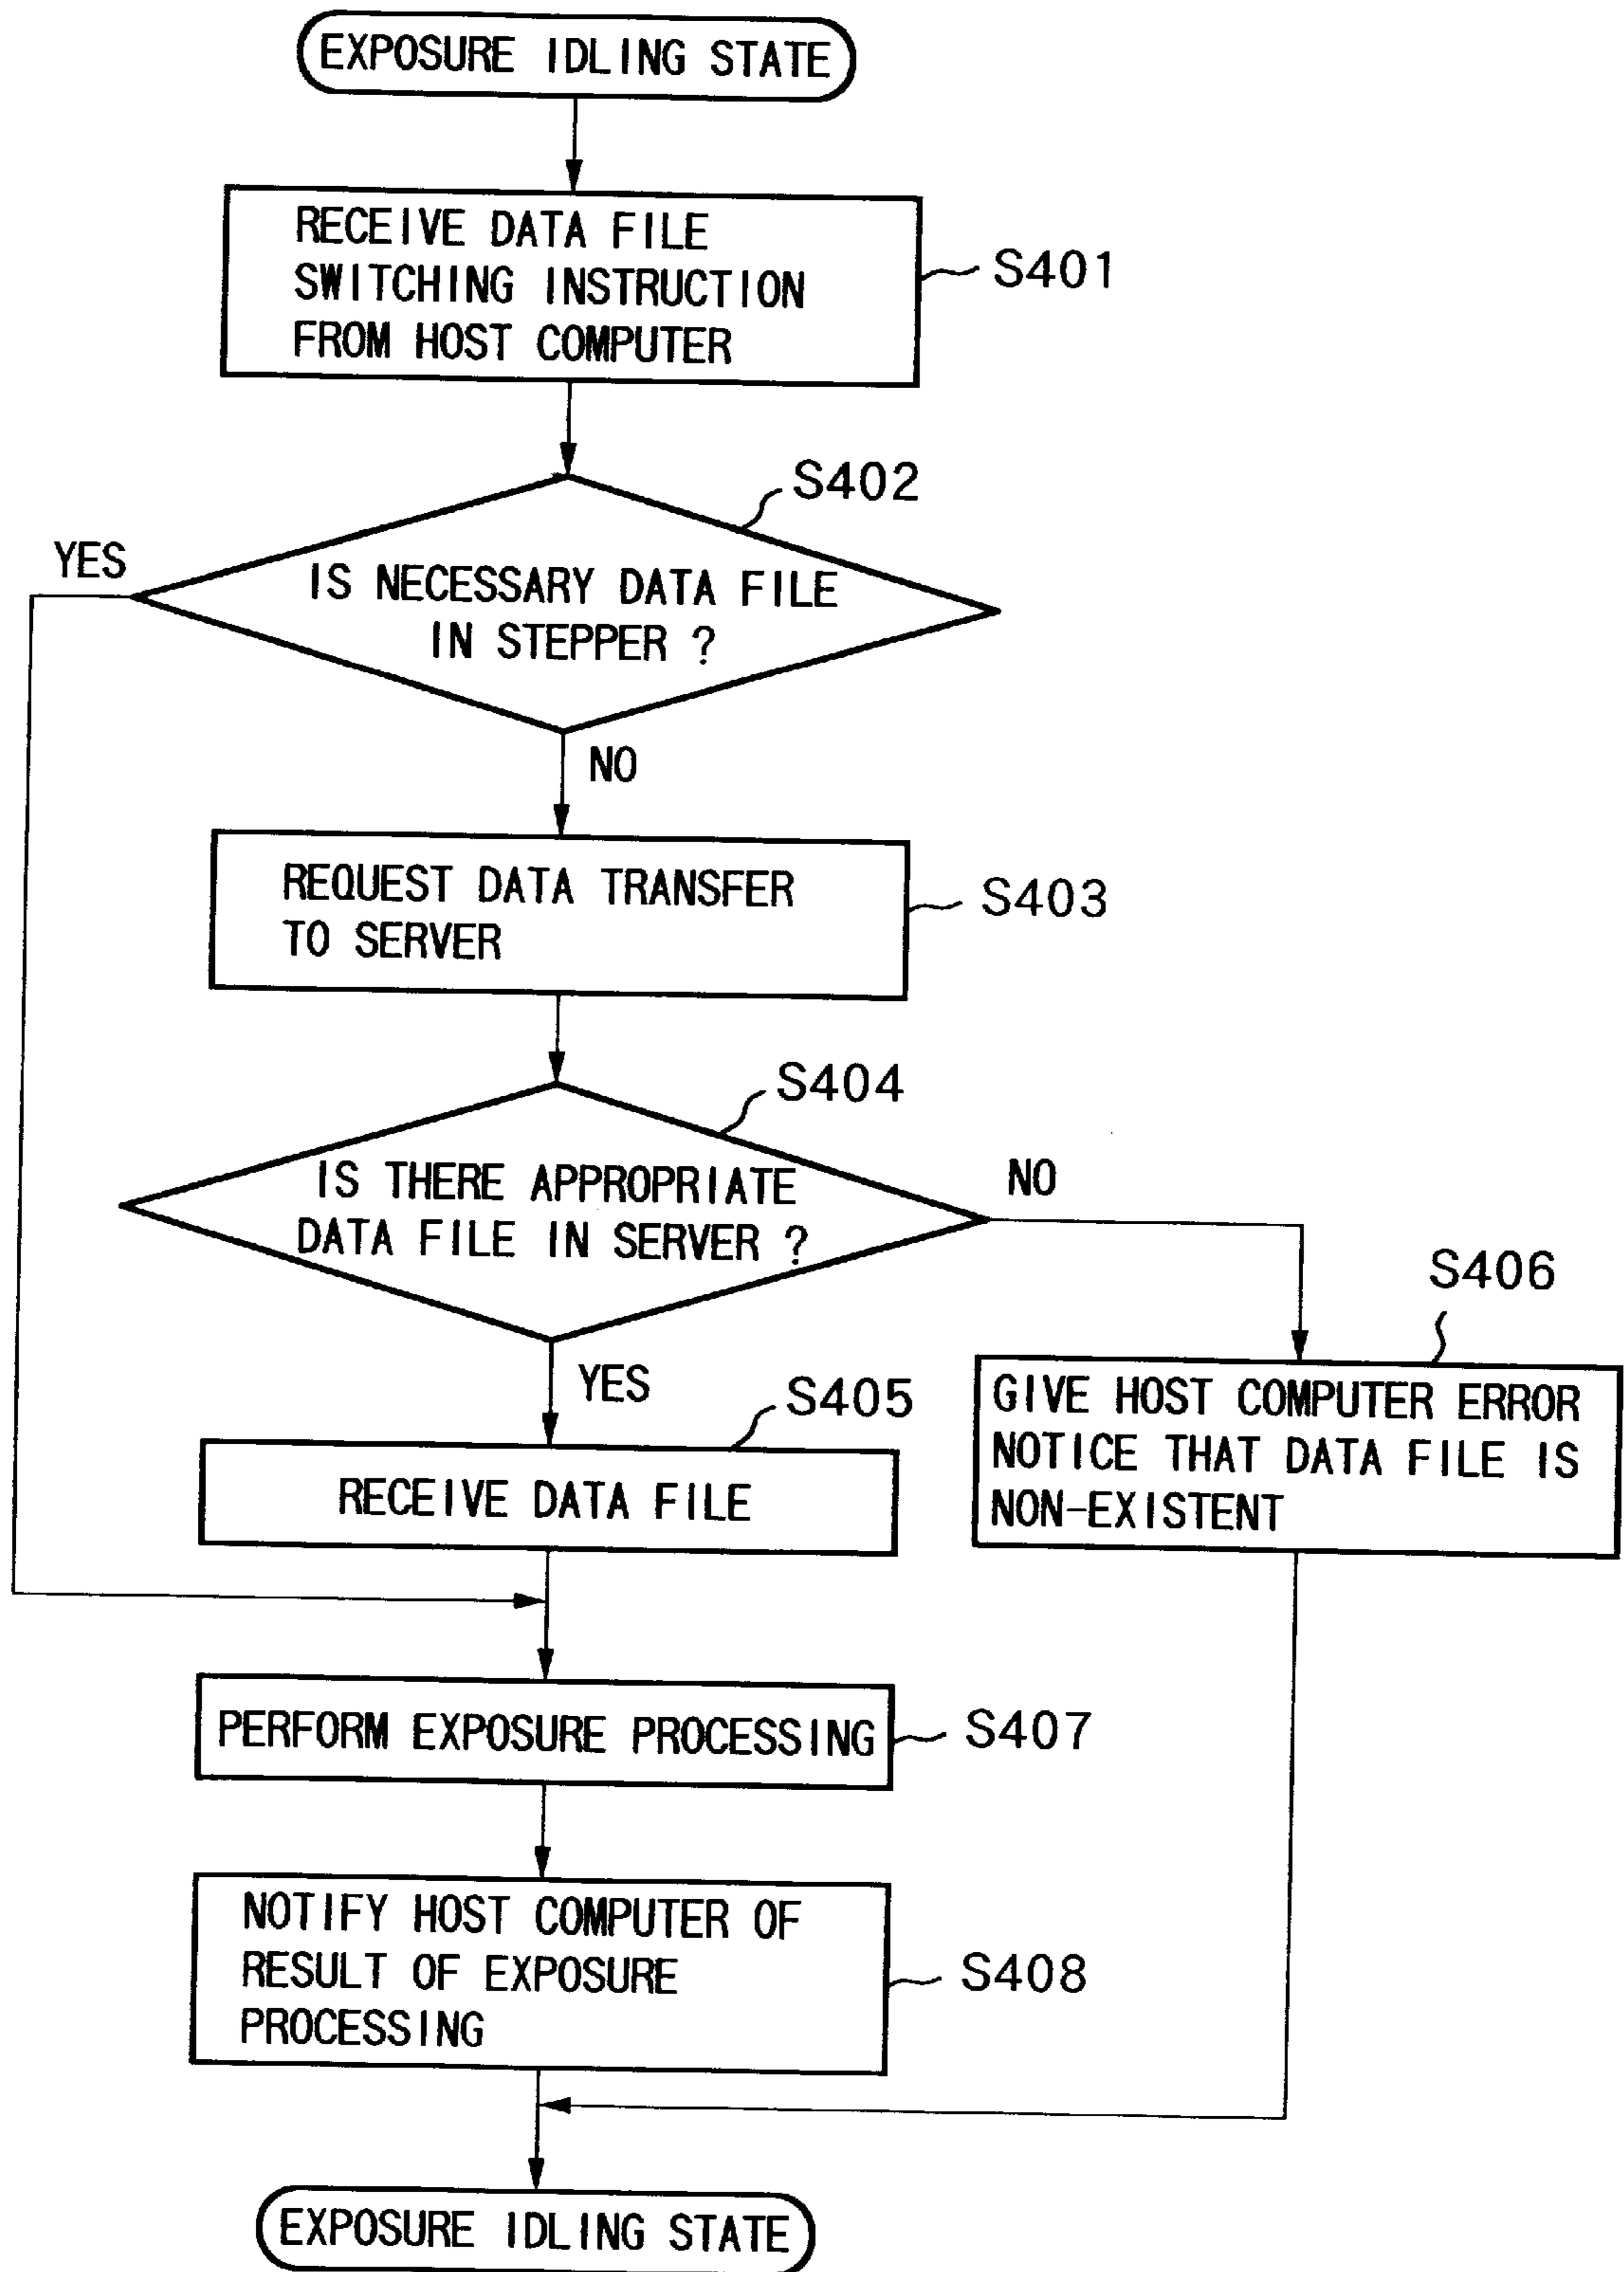 EXPOSURE IDLING STATE
RECEIVE DATA FILE
SWITCHING INSTRUCTION
FROM HOST COMPUTER
S401
S402
YES
IS NECESSARY DATA FILE
IN STEPPER ?
NO
REQUEST DATA TRANSFER
TO SERVER
S403
S404
IS THERE APPROPRIATE
DATA FILE IN SERVER ?
NO
S406
YES
S405
GIVE HOST COMPUTER ERROR
NOTICE THAT DATA FILE IS
NON-EXISTENT
RECEIVE DATA FILE
PERFORM EXPOSURE PROCESSING
S407
NOTIFY HOST COMPUTER OF
RESULT OF EXPOSURE
PROCESSING
S408
EXPOSURE IDLING STATE